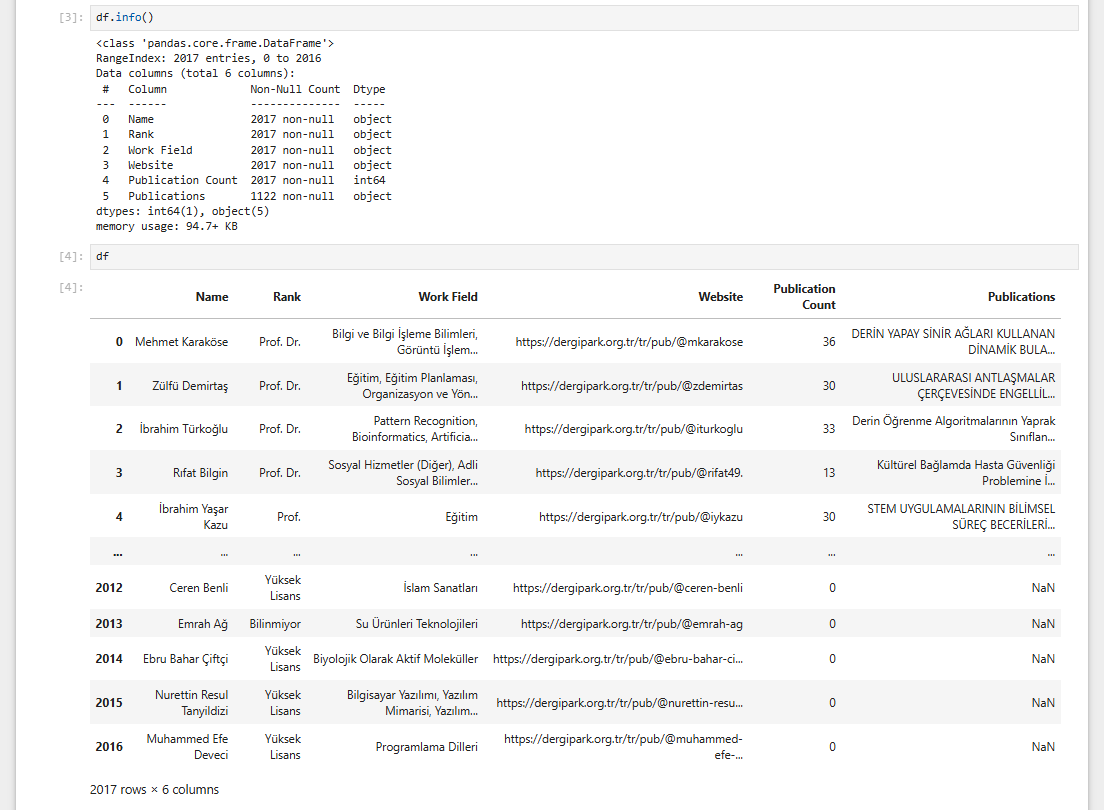 [3]: df.info()
<class 'pandas.core.frame.DataFrame'>
RangeIndex: 2017 entries, 0 to 2016
Data columns (total 6 columns):
# Column Non-Null Count Dtype
--- ------ -------------- -----
0 Name 2017 non-null object
1 Rank 2017 non-null object
2 Work Field 2017 non-null object
3 Website 2017 non-null object
4 Publication Count 2017 non-null int64
5 Publications 1122 non-null object
dtypes: int64(1), object(5)
memory usage: 94.7+ KB
[4]: df
[4]:
Name Rank Work Field Website Publication Count Publications
0 Mehmet Karaköse Prof. Dr. Bilgi ve Bilgi İşleme Bilimleri, Görüntü İşlem... https://dergipark.org.tr/tr/pub/@mkarakose 36 DERİN YAPAY SİNİR AĞLARI KULLANAN DİNAMİK BULA...
1 Zülfü Demirtaş Prof. Dr. Eğitim, Eğitim Planlaması, Organizasyon ve Yön... https://dergipark.org.tr/tr/pub/@zdemirtas 30 ULUSLARARASI ANTLAŞMALAR ÇERÇEVESİNDE ENGELLİL...
2 İbrahim Türkoğlu Prof. Dr. Pattern Recognition, Bioinformatics, Artificia... https://dergipark.org.tr/tr/pub/@iturkoglu 33 Derin Öğrenme Algoritmalarının Yaprak Sınıflan...
3 Rıfat Bilgin Prof. Dr. Sosyal Hizmetler (Diğer), Adli Sosyal Bilimler... https://dergipark.org.tr/tr/pub/@rifat49. 13 Kültürel Bağlamda Hasta Güvenliği Problemine İ...
4 İbrahim Yaşar Kazu Prof. Eğitim https://dergipark.org.tr/tr/pub/@iykazu 30 STEM UYGULAMALARININ BİLİMSEL SÜREÇ BECERİLERİ...
... ... ... ... ... ... ...
2012 Ceren Benli Yüksek Lisans İslam Sanatları https://dergipark.org.tr/tr/pub/@ceren-benli 0 NaN
2013 Emrah Ağ Bilinmiyor Su Ürünleri Teknolojileri https://dergipark.org.tr/tr/pub/@emrah-ag 0 NaN
2014 Ebru Bahar Çiftçi Yüksek Lisans Biyolojik Olarak Aktif Moleküller https://dergipark.org.tr/tr/pub/@ebru-bahar-ci... 0 NaN
2015 Nurettin Resul Tanyildizi Yüksek Lisans Bilgisayar Yazılımı, Yazılım Mimarisi, Yazılım... https://dergipark.org.tr/tr/pub/@nurettin-resu... 0 NaN
2016 Muhammed Efe Deveci Yüksek Lisans Programlama Dilleri https://dergipark.org.tr/tr/pub/@muhammed-efe-... 0 NaN
2017 rows × 6 columns